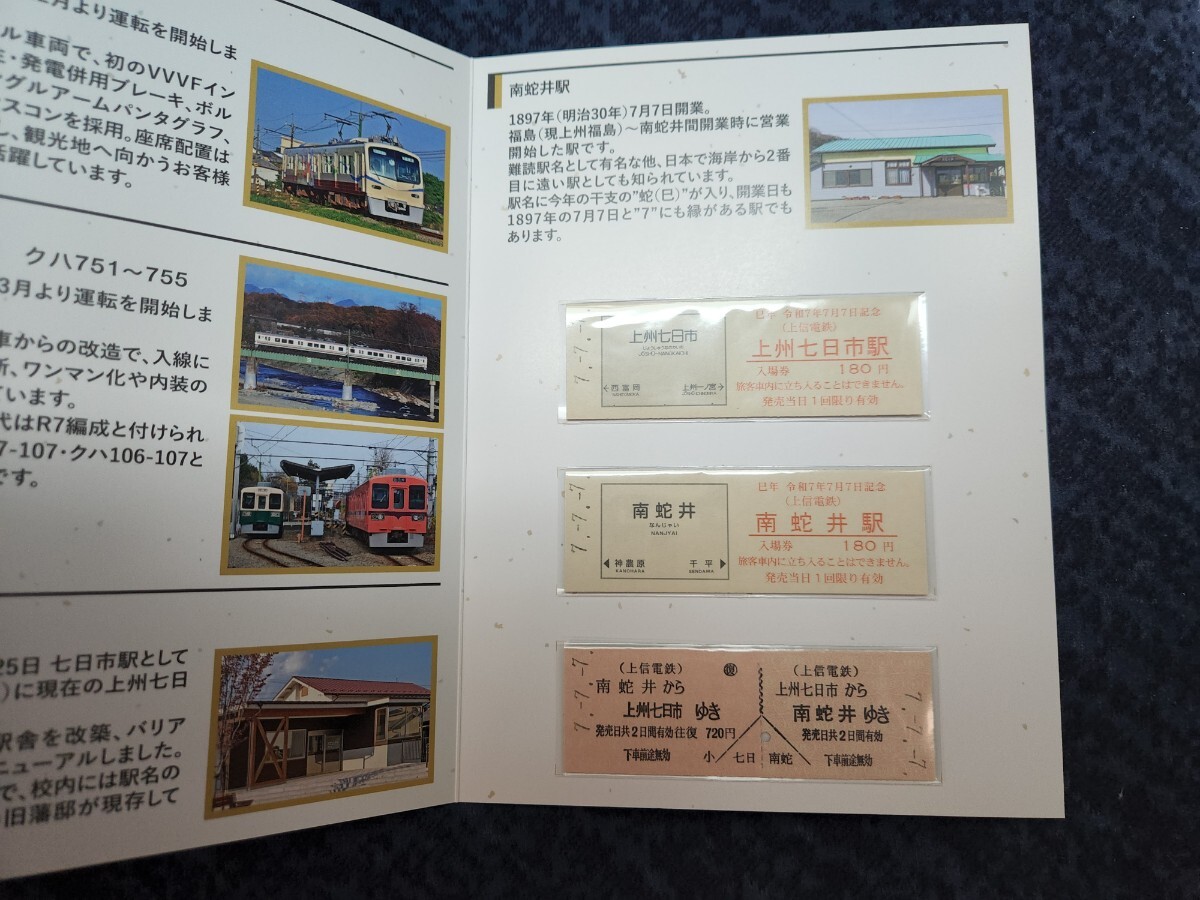 月より運転を開始しま
ル車両で、初のVVVFイン
生・発電併用ブレーキ、ボル
グルアームパンタグラフ、
スコンを採用。座席配置は
し、観光地へ向かうお客様
活躍しています。
クハ751～755
3月より運転を開始しま
車からの改造で、入線に
所、ワンマン化や内装の
ています。
代はR7編成と付けられ
7-107・クハ106-107と
です。
25日 七日市駅として
)に現在の上州七日
駅舎を改築、バリア
ニューアルしました。
で、校内には駅名の
旧藩邸が現存して
南蛇井駅
1897年(明治30年)7月7日開業。
福島(現上州福島)～南蛇井間開業時に営業
開始した駅です。
難読駅名として有名な他、日本で海岸から2番
目に遠い駅としても知られています。
駅名に今年の干支の"蛇(巳)"が入り、開業日も
1897年の7月7日と"7"にも縁がある駅でも
あります。
7.-7.-7
上州七日市
じょうしゅうなのかいち
JŌSHŪ-NANOKAICHI
西富岡
上州一ノ宮
巳年 令和7年7月7日記念
(上信電鉄)
上州七日市駅
入場券 180円
旅客車内に立ち入ることはできません。
発売当日1回限り有効
7.-7.-7
南蛇井
なんじゃい
NANJYAI
神農原 千平
KANOHARA SENDAIRA
巳年 令和7年7月7日記念
(上信電鉄)
南蛇井駅
入場券 180円
旅客車内に立ち入ることはできません。
発売当日1回限り有効
7.-7.-7.
(上信電鉄) 復
南蛇井から
上州七日市 ゆき
発売日共2日間有効往復 720円
下車前途無効
小 七日 南蛇
(上信電鉄)
上州七日市 から
南蛇井 ゆき
発売日共2日間有効
下車前途無効
7.-7.-7.